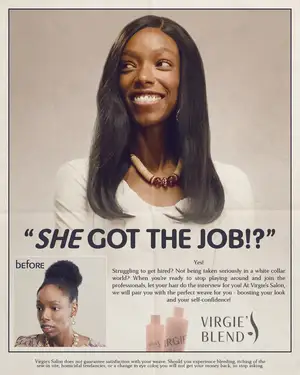 "SHE GOT THE JOB!?"
before
Yes!
Struggling to get hired? Not being taken seriously in a white collar
world? When you're ready to stop playing around and join the
professionals, let your hair do the interview for you! At Virgie's Salon,
we will pair you with the perfect weave for you - boosting your look
and your self-confidence!
VIRGIE'S
BLEND
Virgie's Salon does not guarantee satisfaction with your weave. Should you experience bleeding, itching of the
sew-in site, homicidal tendencies, or a change in eye color, you will not get your money back, so stop asking.